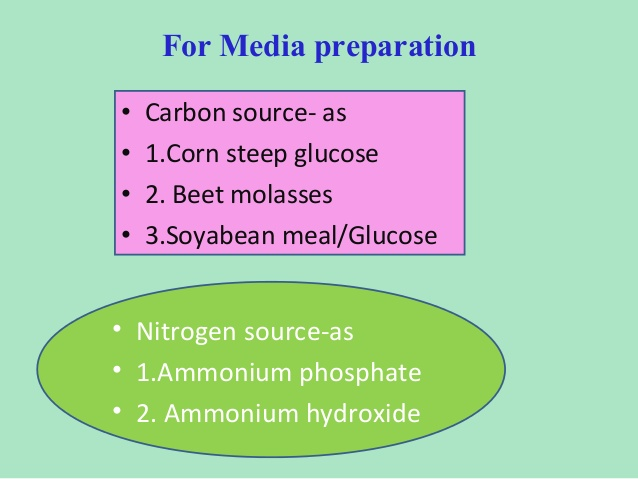 For Media preparation
• Carbon source- as
• 1.Corn steep glucose
• 2. Beet molasses
• 3.Soyabean meal/Glucose
• Nitrogen source-as
• 1.Ammonium phosphate
• 2. Ammonium hydroxide